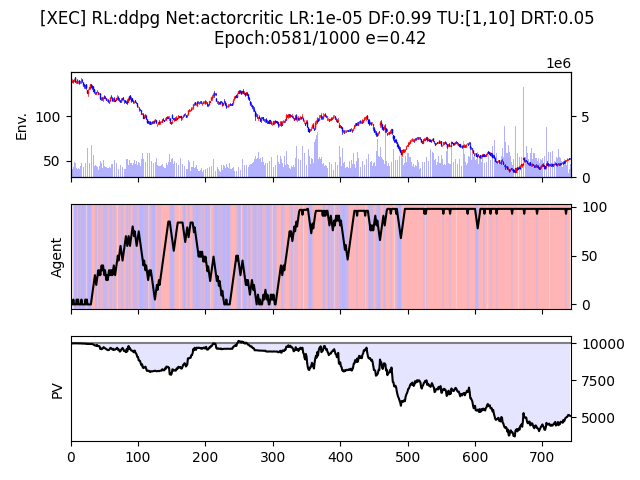 [XEC] RL:ddpg Net:actorcritic LR:1e-05 DF:0.99 TU:[1,10] DRT:0.05
Epoch:0581/1000 e=0.42
1e6
Env.
100
50
5
0
Agent
100
50
0
PV
10000
7500
5000
0 100 200 300 400 500 600 700